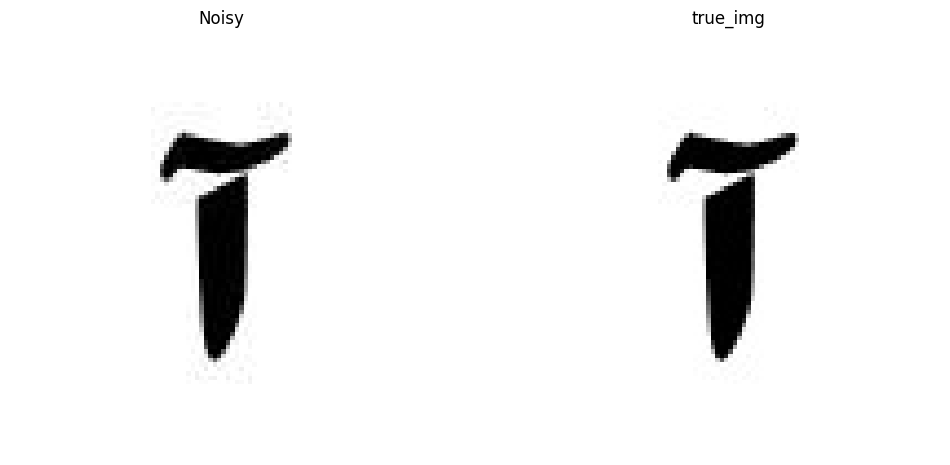 Noisy true_img
آ آ